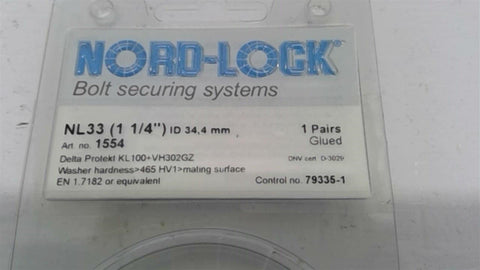 NORD-LOCK
Bolt securing systems
NL33 (1 1/4") ID 34,4 mm 1 Pairs
Art no. 1554 Glued
Delta Protekt KL100+VH302GZ DNV cert. D-3029
Washer hardness>465 HV1>mating surface
EN 1.7182 or equivalent Control no. 79335-1